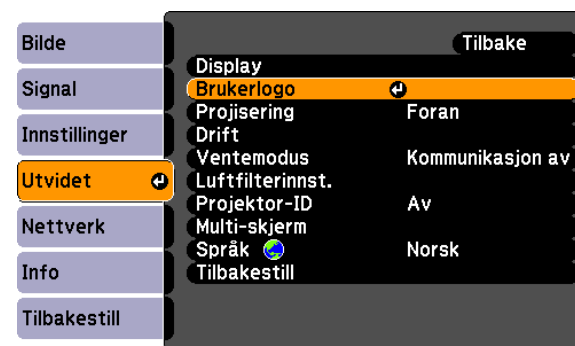 Bilde
Signal
Innstillinger
Utvidet
Nettverk
Info
Tilbakestill
Tilbake
Display
Brukerlogo
Projisering Foran
Drift
Ventemodus Kommunikasjon av
Luftfilterinnst.
Projektor-ID Av
Multi-skjerm
Språk Norsk
Tilbakestill